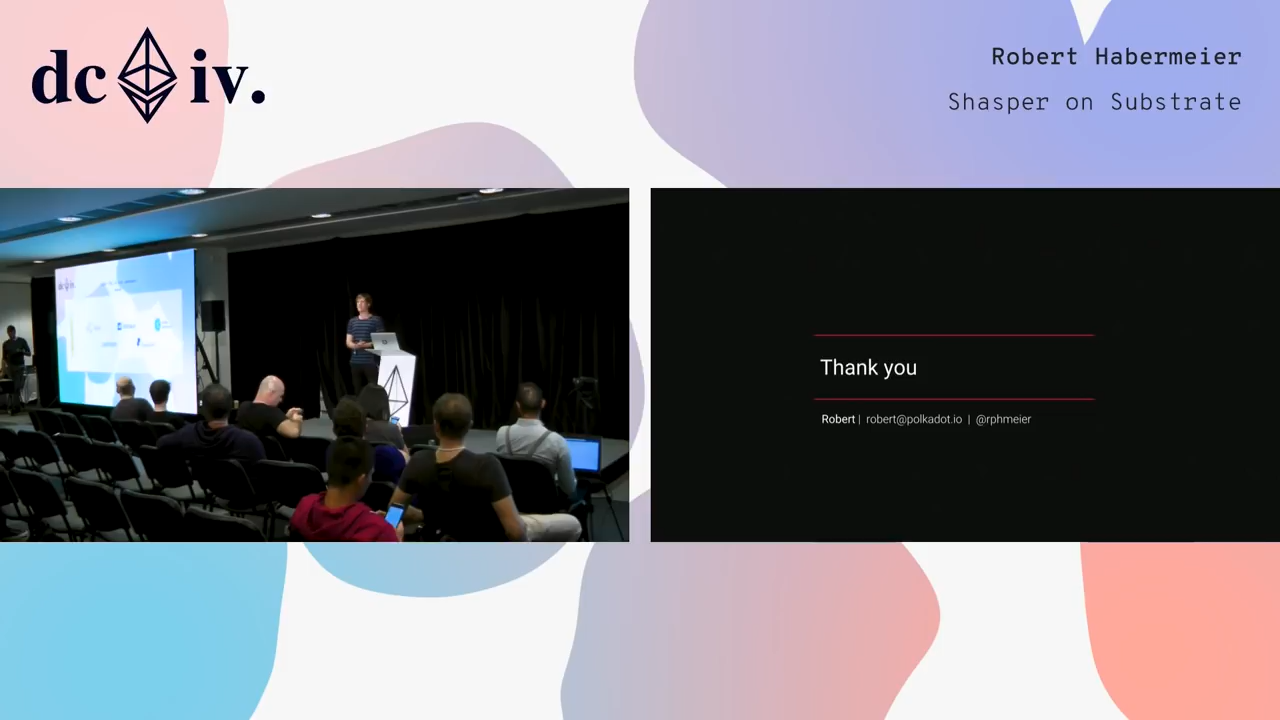 dc iv.
Robert Habermeier
Shasper on Substrate
Thank you
Robert | robert@polkadot.io | @rphmeier